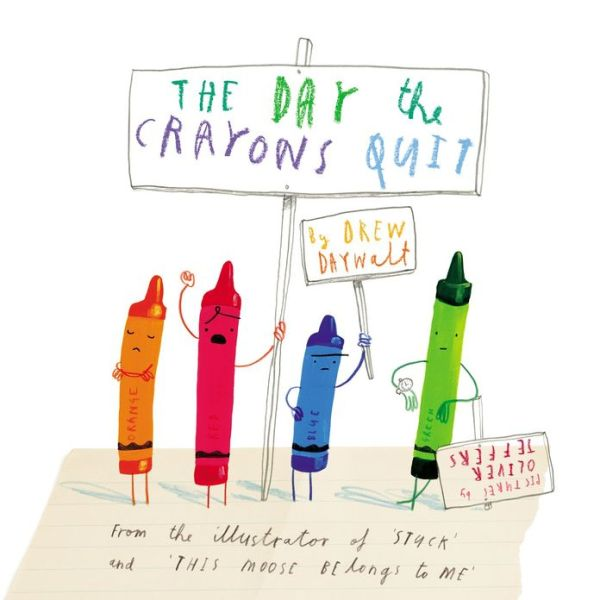 THE DAY the
CRAYONS QUIT
By DREW
DAYWalt
ORANGE
RED
BLUE
GREEN
PICTURES by
OLIVER
JEFFERS
From the illustrator of 'STUCK'
and 'THIS MOOSE BElongs to ME'